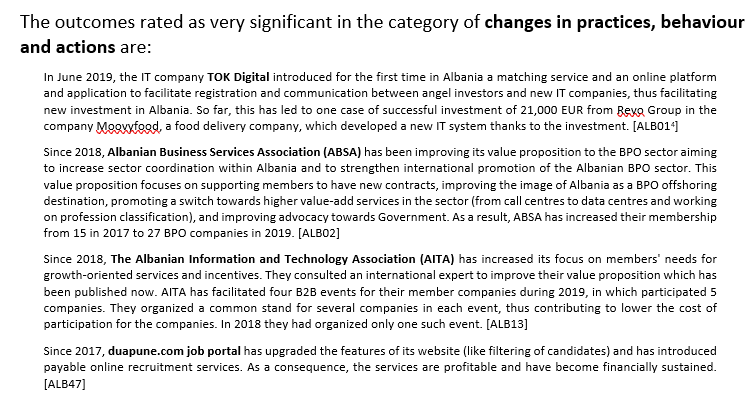 The outcomes rated as very significant in the category of changes in practices, behaviour
and actions are:
In June 2019, the IT company TOK Digital introduced for the first time in Albania a matching service and an online platform
and application to facilitate registration and communication between angel investors and new IT companies, thus facilitating
new investment in Albania. So far, this has led to one case of successful investment of 21,000 EUR from Revo Group in the
company Moovyfood, a food delivery company, which developed a new IT system thanks to the investment. [ALB01⁴]
Since 2018, Albanian Business Services Association (ABSA) has been improving its value proposition to the BPO sector aiming
to increase sector coordination within Albania and to strengthen international promotion of the Albanian BPO sector. This
value proposition focuses on supporting members to have new contracts, improving the image of Albania as a BPO offshoring
destination, promoting a switch towards higher value-add services in the sector (from call centres to data centres and working
on profession classification), and improving advocacy towards Government. As a result, ABSA has increased their membership
from 15 in 2017 to 27 BPO companies in 2019. [ALB02]
Since 2018, The Albanian Information and Technology Association (AITA) has increased its focus on members' needs for
growth-oriented services and incentives. They consulted an international expert to improve their value proposition which has
been published now. AITA has facilitated four B2B events for their member companies during 2019, in which participated 5
companies. They organized a common stand for several companies in each event, thus contributing to lower the cost of
participation for the companies. In 2018 they had organized only one such event. [ALB13]
Since 2017, duapune.com job portal has upgraded the features of its website (like filtering of candidates) and has introduced
payable online recruitment services. As a consequence, the services are profitable and have become financially sustained.
[ALB47]